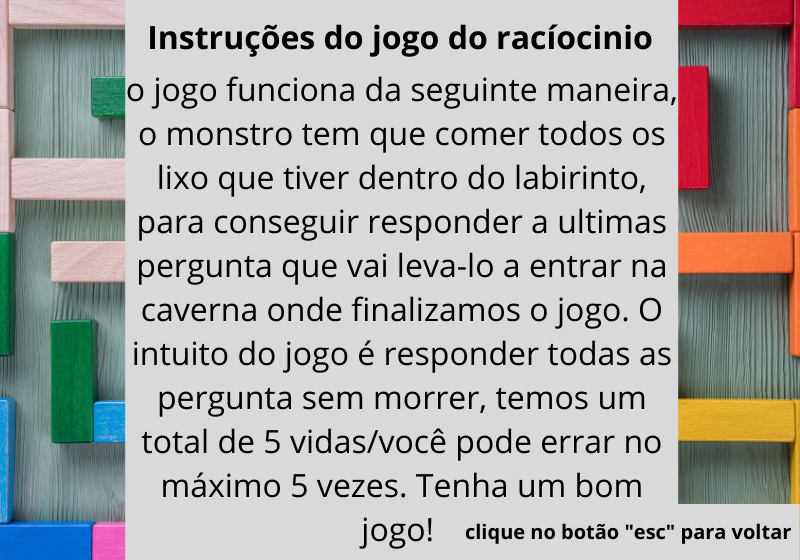 Instruções do jogo do racíocinio
o jogo funciona da seguinte maneira,
o monstro tem que comer todos os
lixo que tiver dentro do labirinto,
para conseguir responder a ultimas
pergunta que vai leva-lo a entrar na
caverna onde finalizamos o jogo. O
intuito do jogo é responder todas as
pergunta sem morrer, temos um
total de 5 vidas/você pode errar no
máximo 5 vezes. Tenha um bom
jogo!
clique no botão "esc" para voltar